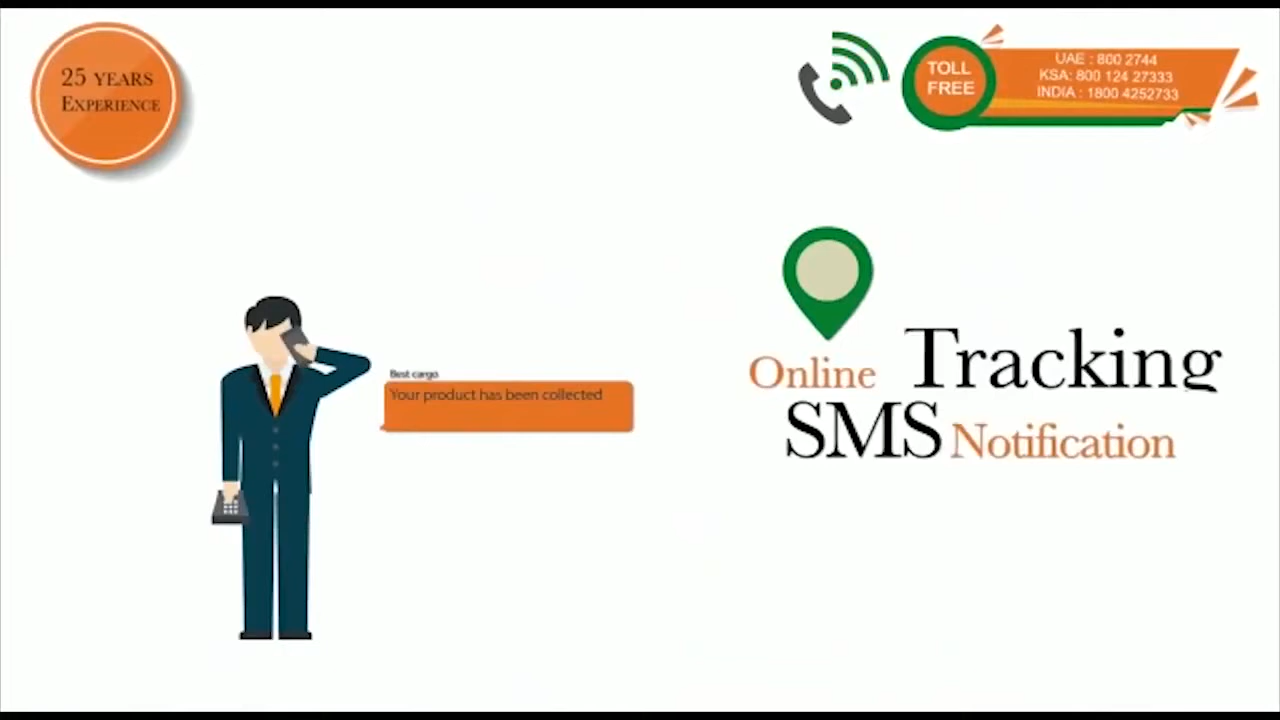 25 YEARS
EXPERIENCE
TOLL
FREE
UAE : 800 2744
KSA: 800 124 27333
INDIA : 1800 4252733
Best cargo
Your product has been collected
Online Tracking
SMS Notification